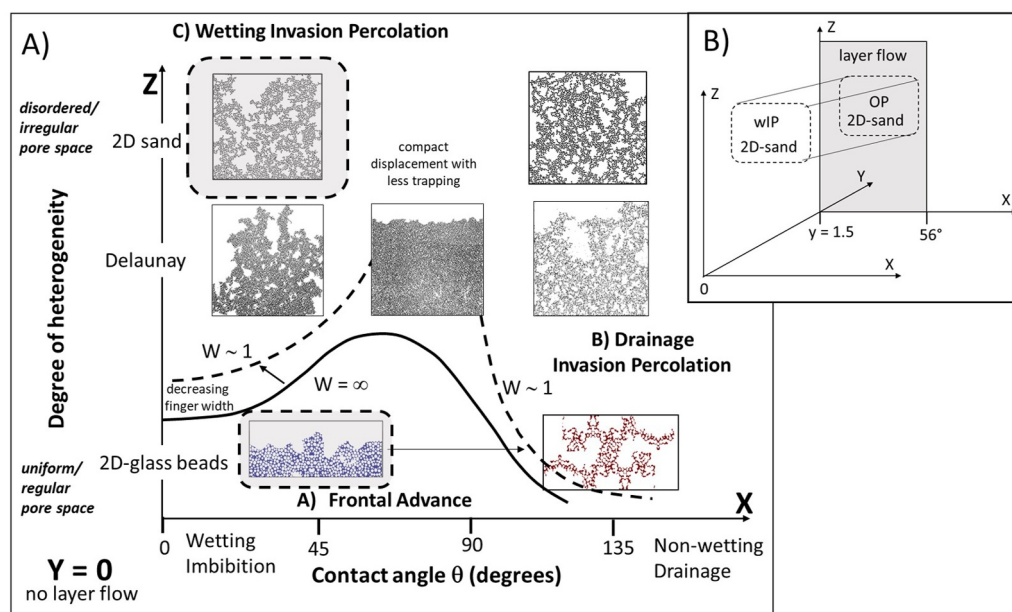 A)
C) Wetting Invasion Percolation
Z
disordered/
irregular
pore space
2D sand
compact
displacement with
less trapping
Degree of heterogeneity
Delaunay
B) Drainage
Invasion Percolation
W ~ 1
W = ∞
W ~ 1
decreasing
finger width
2D-glass beads
uniform/
regular
pore space
A) Frontal Advance
X
0
45
90
135
Wetting
Imbibition
Contact angle θ (degrees)
Non-wetting
Drainage
Y = 0
no layer flow
B)
Z
layer flow
Z
OP
2D-sand
wIP
2D-sand
Y
X
y = 1.5
56°
X
0